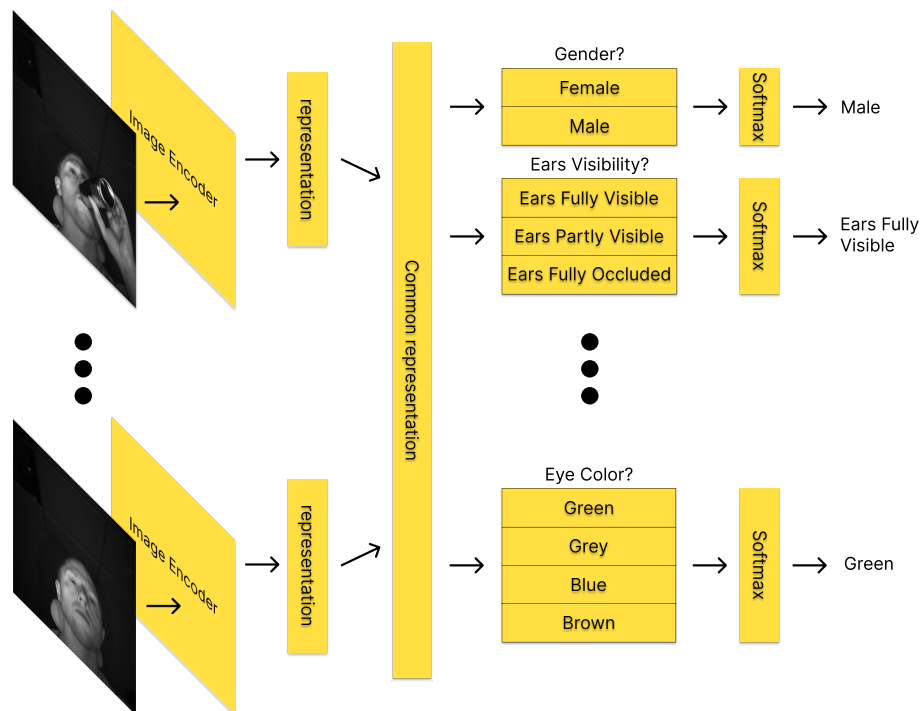 Image Encoder
representation
Common representation
Gender?
Female
Male
Softmax
Male
Ears Visibility?
Ears Fully Visible
Ears Partly Visible
Ears Fully Occluded
Softmax
Ears Fully
Visible
Image Encoder
representation
Eye Color?
Green
Grey
Blue
Brown
Softmax
Green